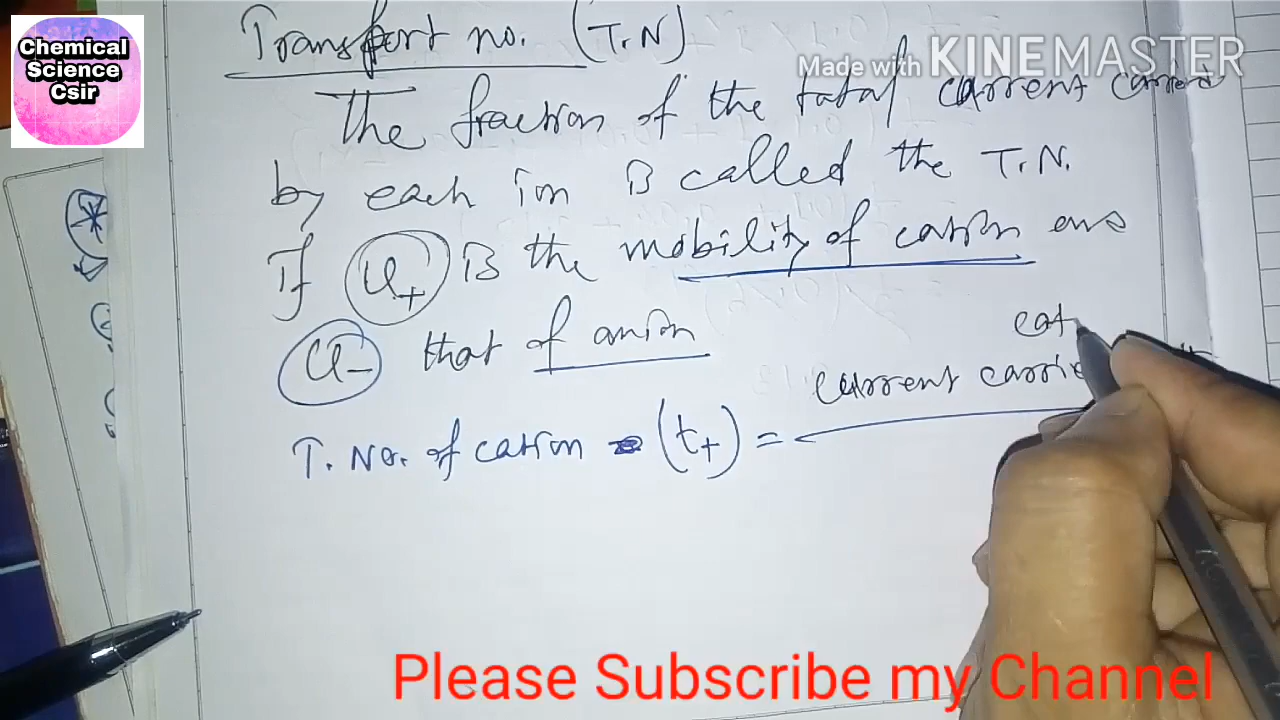 Chemical
Science
Csir
Made with KINEMASTER
Transport no. (T.N)
The fraction of the total current carried
by each ion is called the T.N.
If U+ is the mobility of cation and
U- that of anion
cat
current carrie
T. No. of cation (t+) =
Please Subscribe my Channel